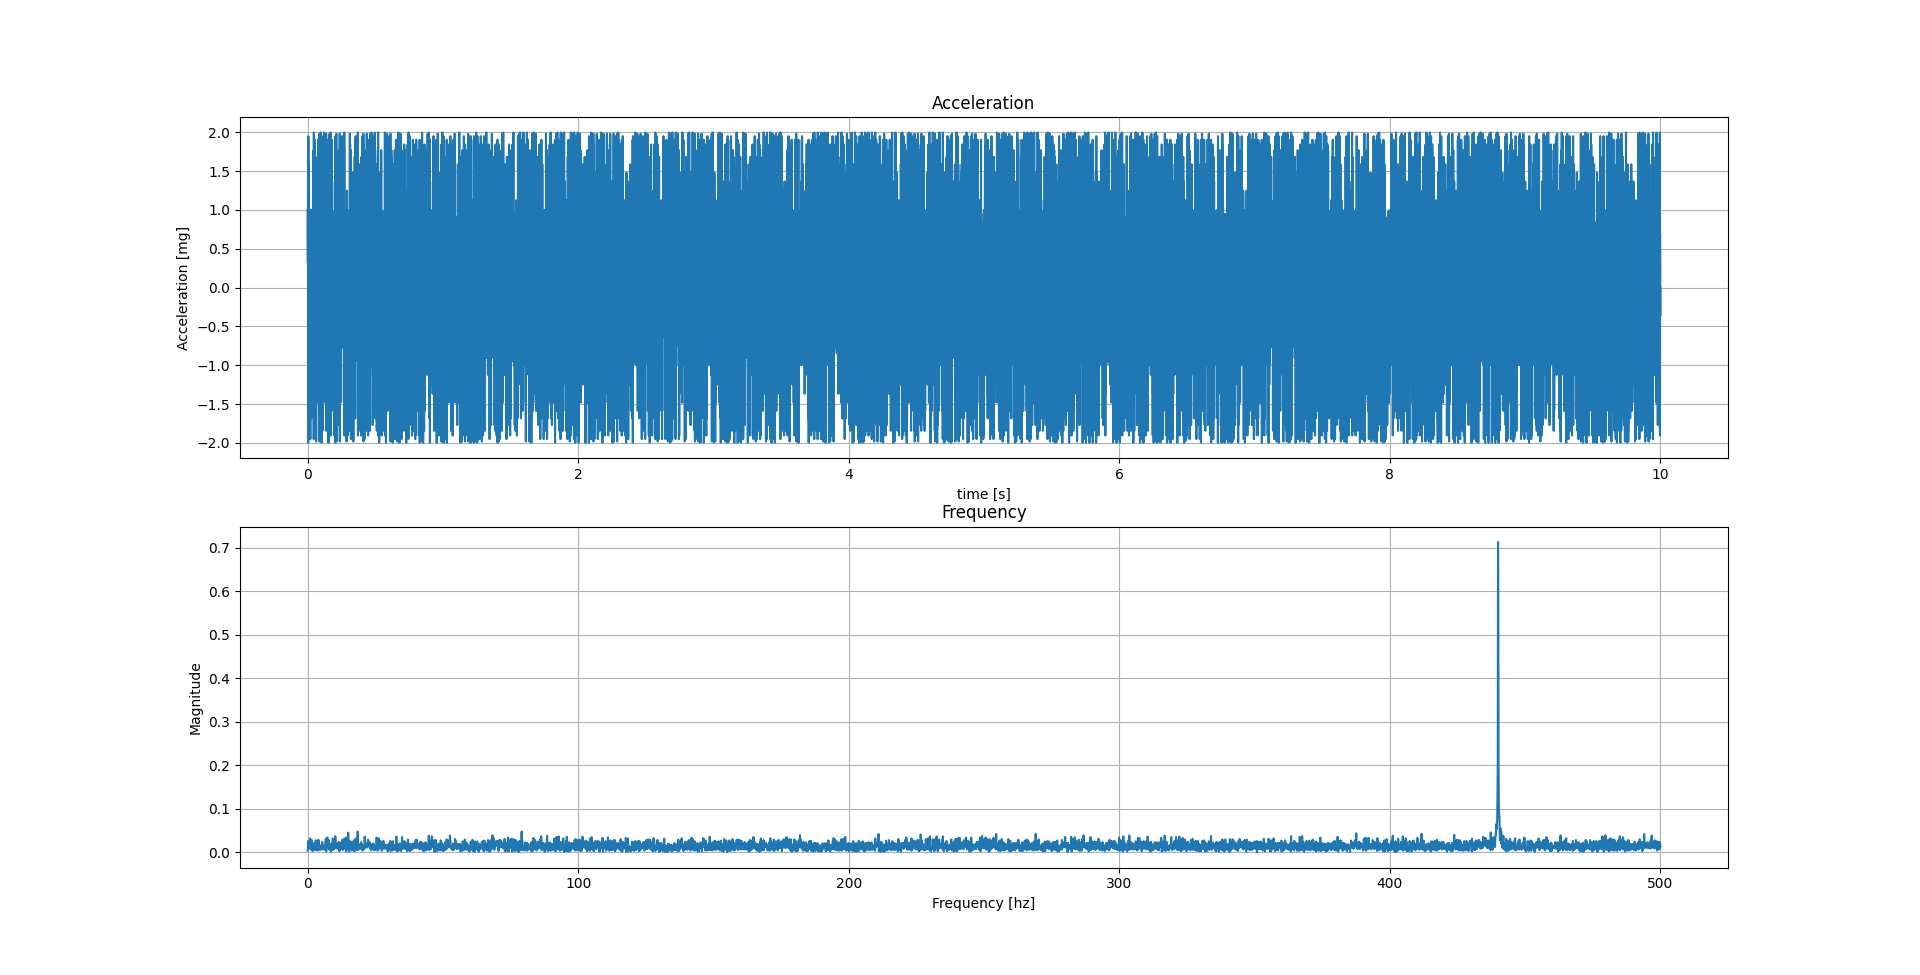 Acceleration
Acceleration [mg]
2.0
1.5
1.0
0.5
0.0
−0.5
−1.0
−1.5
−2.0
0 2 4 6 8 10
time [s]
Frequency
Magnitude
0.7
0.6
0.5
0.4
0.3
0.2
0.1
0.0
0 100 200 300 400 500
Frequency [hz]